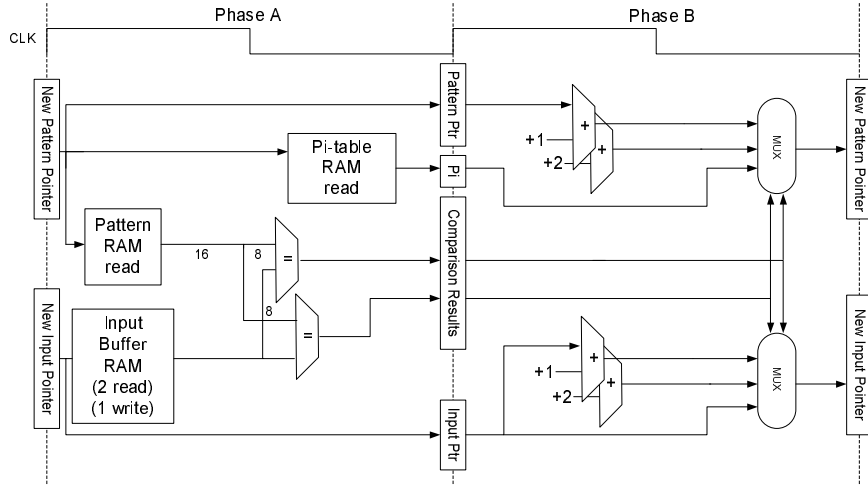 Phase A
Phase B
CLK
New Pattern Pointer
Pattern Ptr
New Pattern Pointer
+1
+2
+
+
MUX
Pi-table
RAM
read
Pi
Pattern
RAM
read
16
8
=
Comparison Results
8
=
New Input Pointer
Input
Buffer
RAM
(2 read)
(1 write)
+1
+2
+
+
MUX
New Input Pointer
Input Ptr